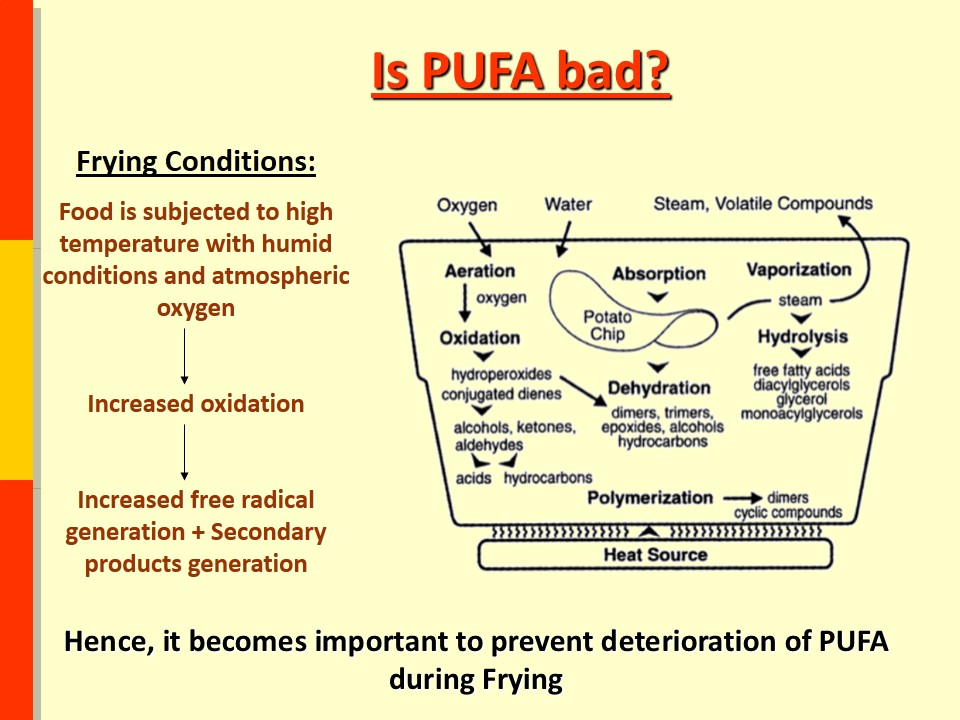 Is PUFA bad?
Frying Conditions:
Food is subjected to high
temperature with humid
conditions and atmospheric
oxygen
Increased oxidation
Increased free radical
generation + Secondary
products generation
Oxygen
Water
Steam, Volatile Compounds
Aeration
oxygen
Oxidation
hydroperoxides
conjugated dienes
alcohols, ketones,
aldehydes
acids
hydrocarbons
Absorption
Potato
Chip
Dehydration
dimers, trimers,
epoxides, alcohols
hydrocarbons
Vaporization
steam
Hydrolysis
free fatty acids
diacylglycerols
glycerol
monoacylglycerols
Polymerization
dimers
cyclic compounds
Heat Source
Hence, it becomes important to prevent deterioration of PUFA
during Frying